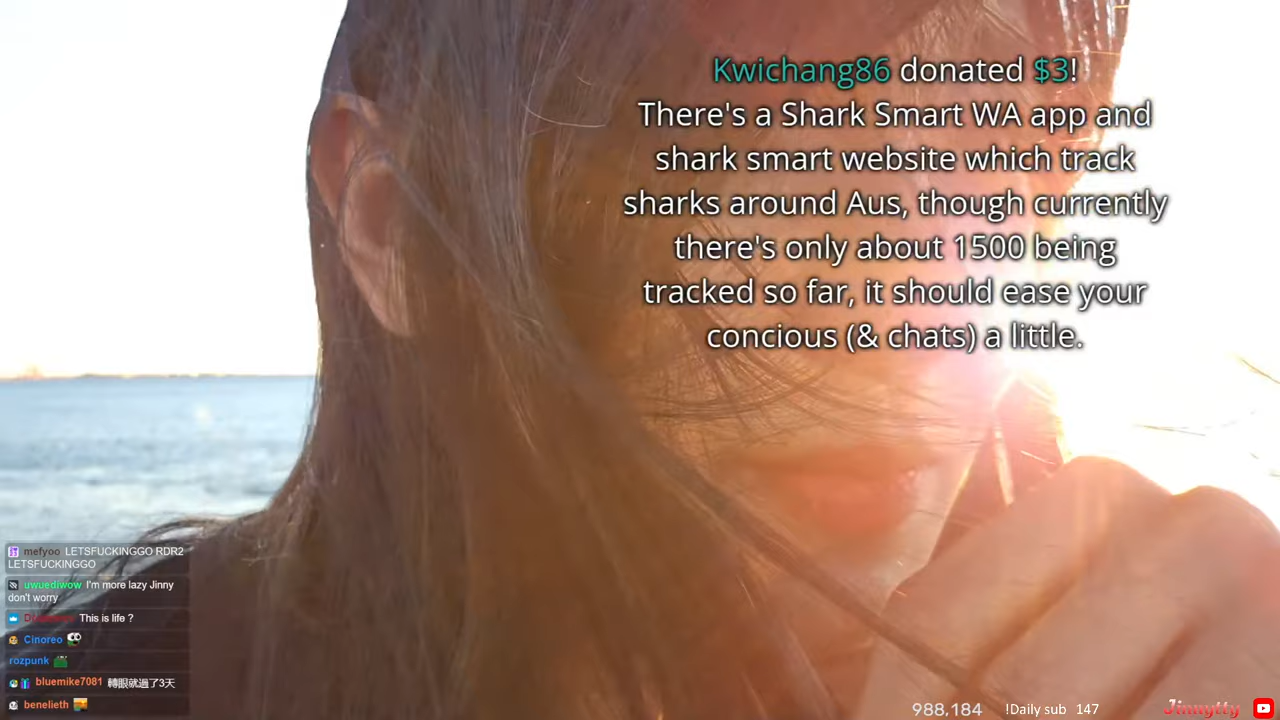 Kwichang86 donated $3!
There's a Shark Smart WA app and
shark smart website which track
sharks around Aus, though currently
there's only about 1500 being
tracked so far, it should ease your
concious (& chats) a little.
mefyoo LETSFUCKINGGO RDR2
LETSFUCKINGGO
uwuediwow I'm more lazy Jinny
don't worry
This is life ?
Cinoreo
rozpunk
bluemike7081 轉眼就過了3天
benelieth
988,184 !Daily sub 147 Jinnytty